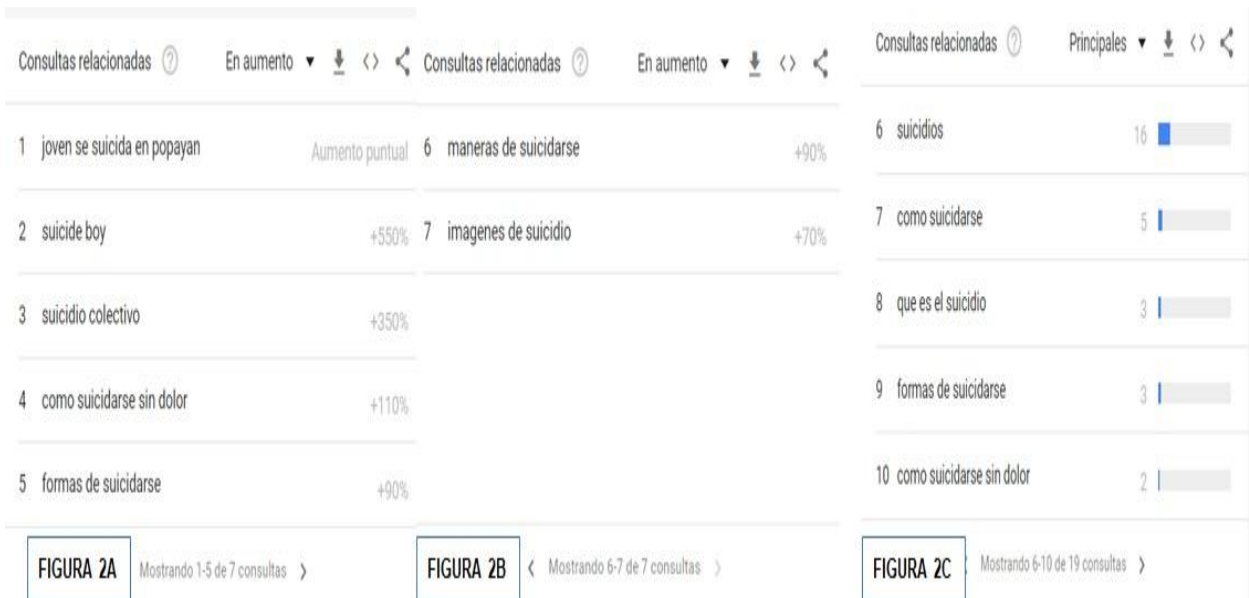 Consultas relacionadas
En aumento
1 joven se suicida en popayan Aumento puntual
2 suicide boy +550%
3 suicidio colectivo +350%
4 como suicidarse sin dolor +110%
5 formas de suicidarse +90%
FIGURA 2A
Mostrando 1-5 de 7 consultas
Consultas relacionadas
En aumento
6 maneras de suicidarse +90%
7 imagenes de suicidio +70%
FIGURA 2B
Mostrando 6-7 de 7 consultas
Consultas relacionadas
Principales
6 suicidios 16
7 como suicidarse 5
8 que es el suicidio 3
9 formas de suicidarse 3
10 como suicidarse sin dolor 2
FIGURA 2C
Mostrando 6-10 de 19 consultas